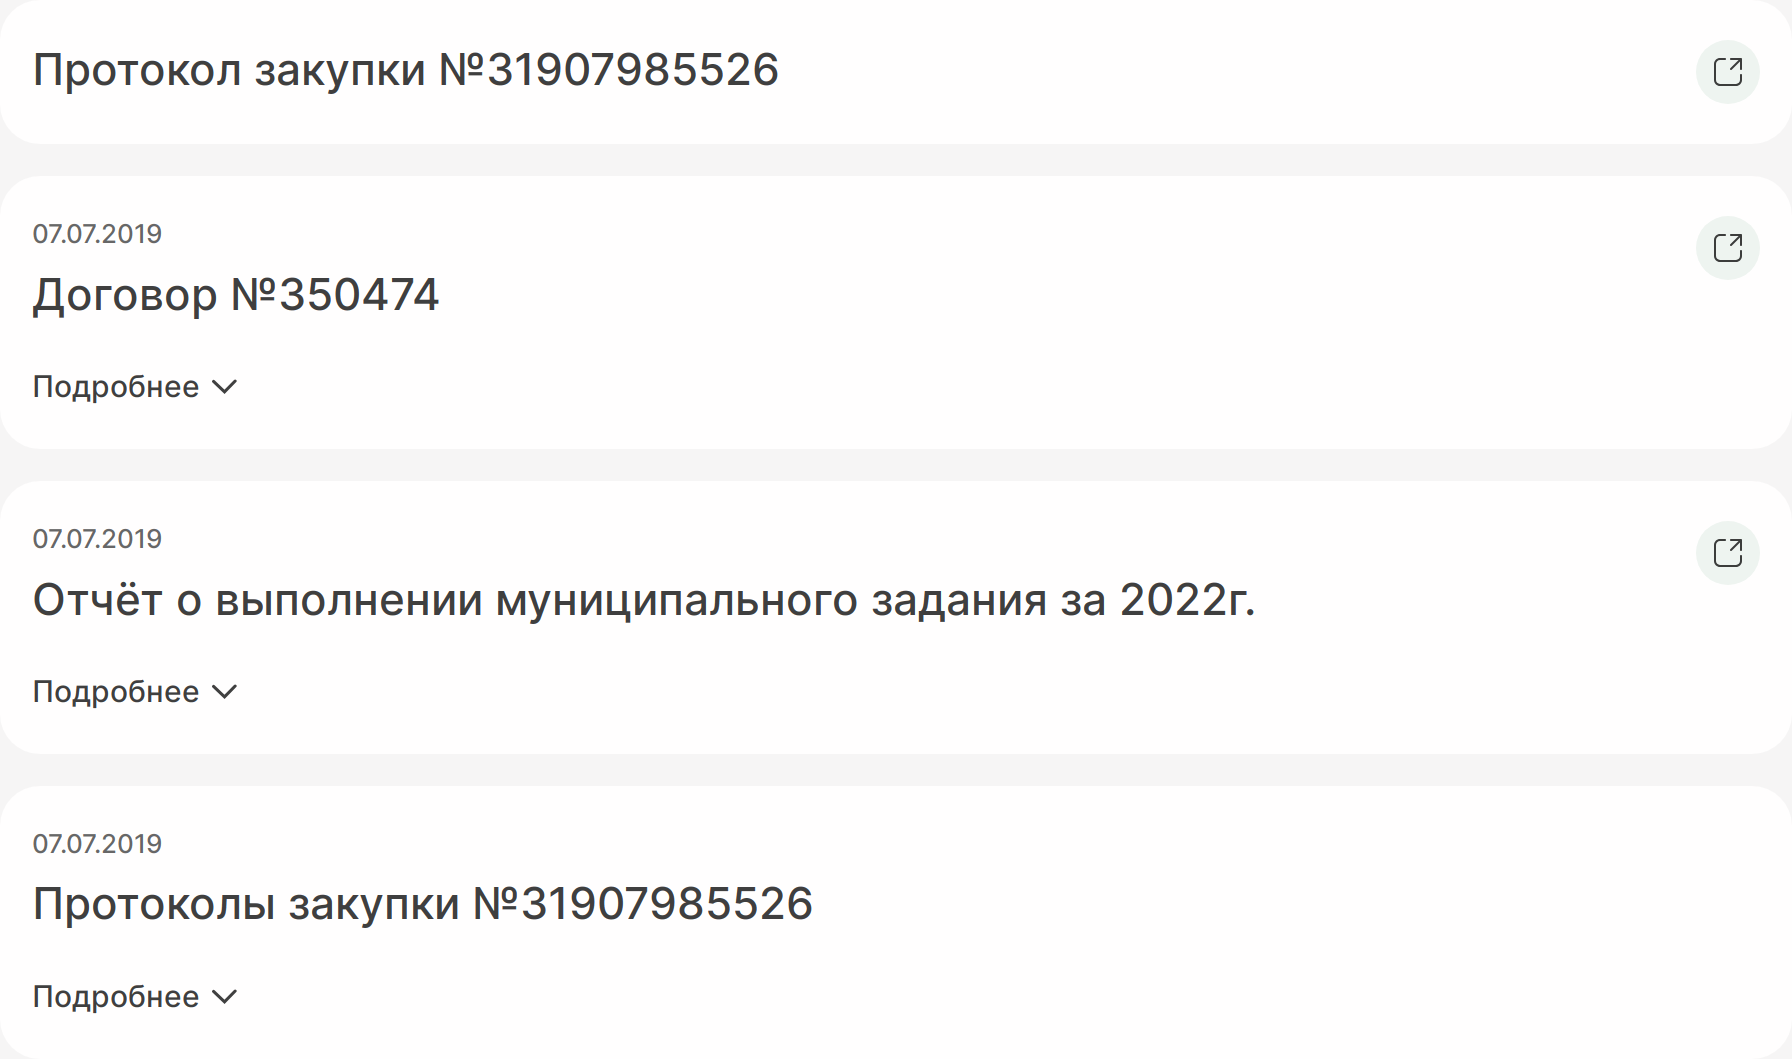 Протокол закупки №31907985526
07.07.2019
Договор №350474
Подробнее
07.07.2019
Отчёт о выполнении муниципального задания за 2022г.
Подробнее
07.07.2019
Протоколы закупки №31907985526
Подробнее